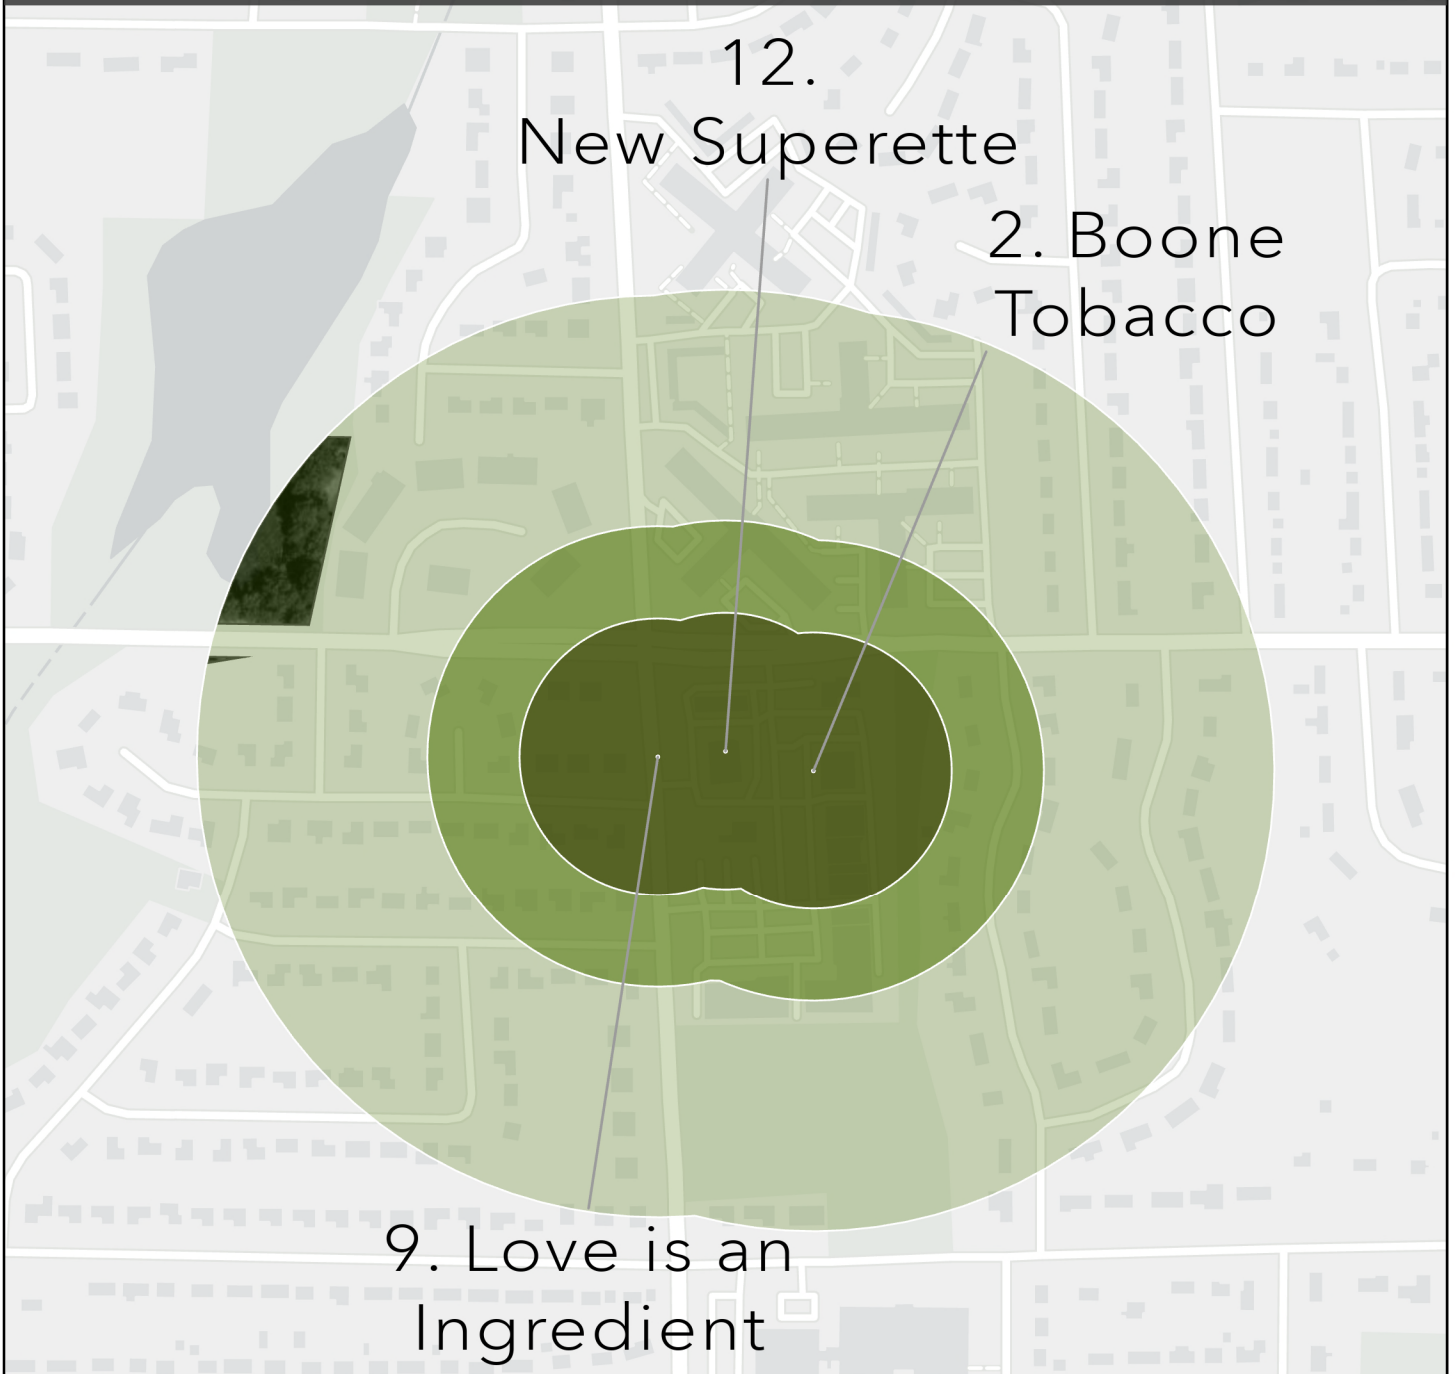 12.
New Superette
2. Boone
Tobacco
9. Love is an
Ingredient